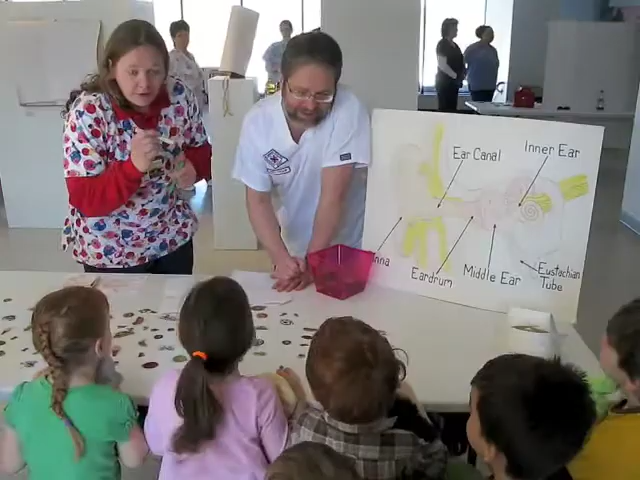 Ear Canal
Inner Ear
nna
Eardrum
Middle Ear
Eustachian
Tube